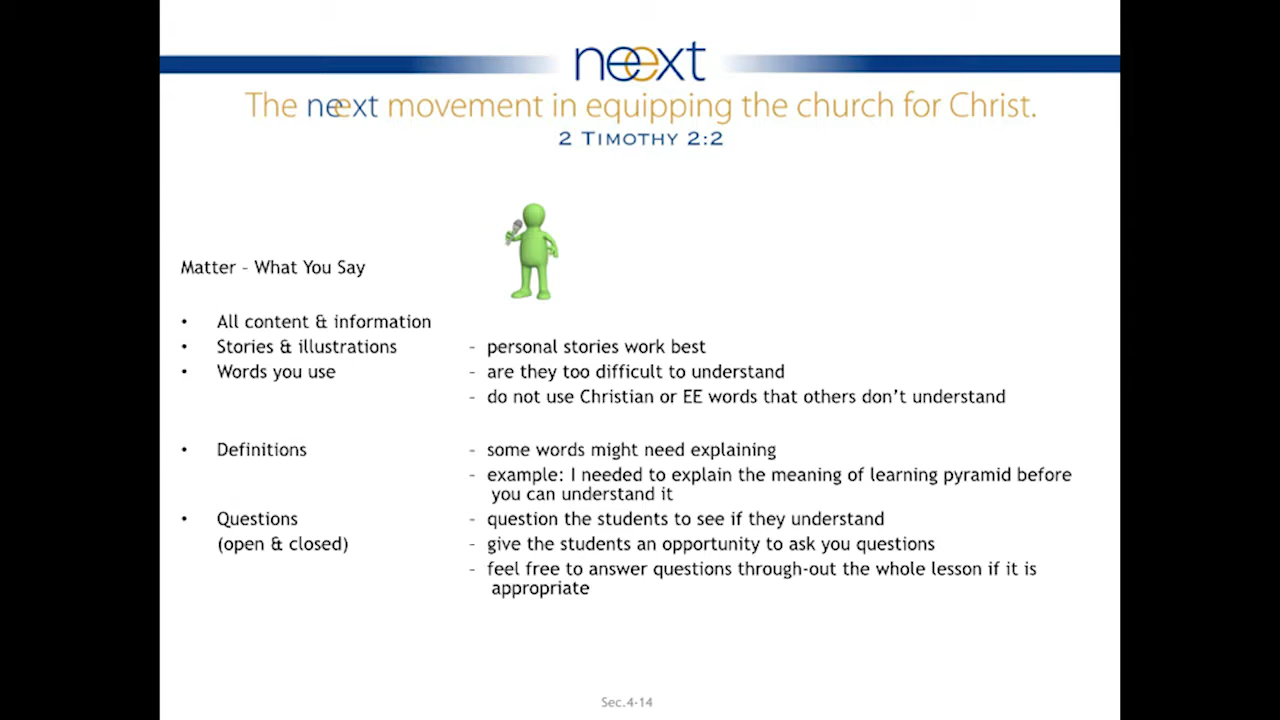 neext
The neext movement in equipping the church for Christ.
2 TIMOTHY 2:2
Matter – What You Say
• All content & information
• Stories & illustrations – personal stories work best
• Words you use – are they too difficult to understand
– do not use Christian or EE words that others don’t understand
• Definitions – some words might need explaining
– example: I needed to explain the meaning of learning pyramid before
you can understand it
• Questions – question the students to see if they understand
(open & closed) – give the students an opportunity to ask you questions
– feel free to answer questions through-out the whole lesson if it is
appropriate
Sec.4-14